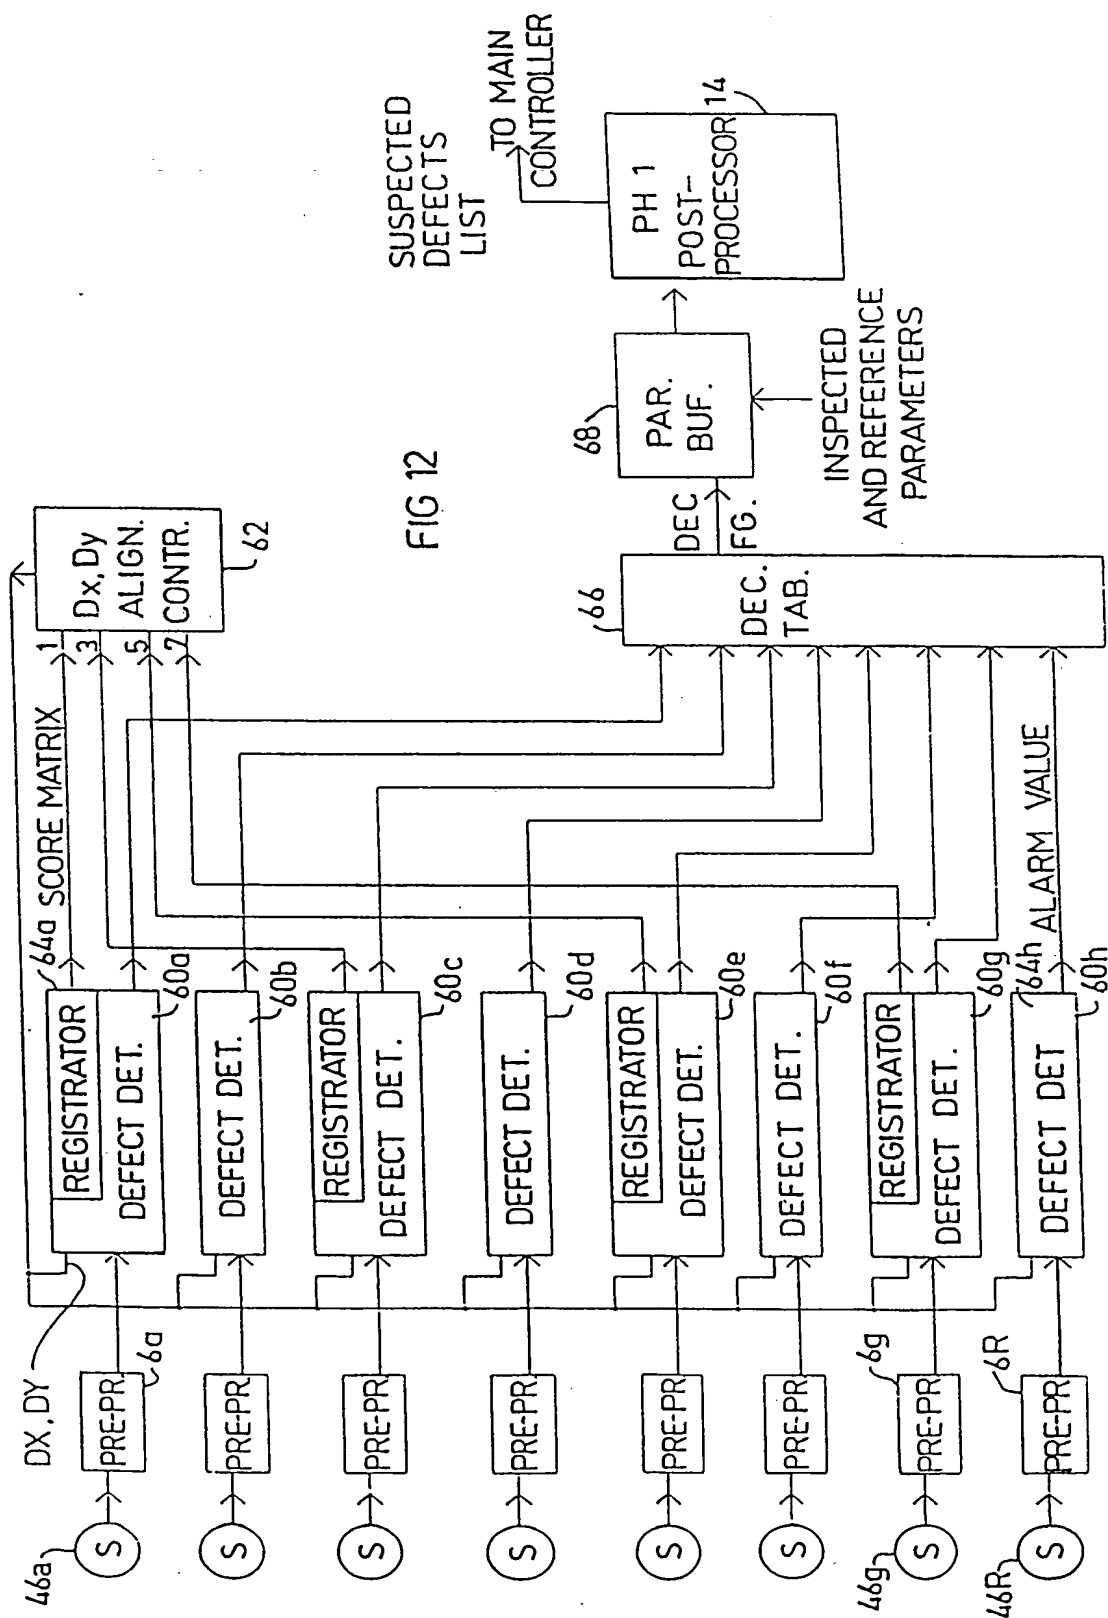 FIG 12
46a
S
PRE-PR.
6a
DX, DY
REGISTRATOR
DEFECT DET.
64a
60a
SCORE MATRIX
S
PRE-PR
DEFECT DET.
60b
S
PRE-PR
REGISTRATOR
DEFECT DET.
60c
S
PRE-PR
DEFECT DET.
60d
S
PRE-PR
REGISTRATOR
DEFECT DET.
60e
S
PRE-PR
DEFECT DET.
60f
46g
S
PRE-PR
6g
REGISTRATOR
DEFECT DET.
60g
46R
S
PRE-PR
6R
DEFECT DET
64h
60h
ALARM VALUE
1
3
5
7
Dx, Dy
ALIGN.
CONTR.
62
66
DEC.
TAB.
DEC
FG.
68
PAR.
BUF.
INSPECTED
AND REFERENCE
PARAMETERS
PH 1
POST-
PROCESSOR
14
SUSPECTED
DEFECTS
LIST
TO MAIN
CONTROLLER